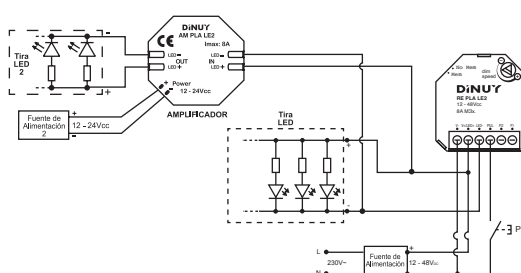 Tira
LED
2
-
+
DiNUY
AM PLA LE2
Imax: 8A
CE
LED -
LED +
OUT
IN
LED -
LED +
+ Power
-
12 - 24Vcc
AMPLIFICADOR
Fuente de
Alimentación
2
+
12 - 24Vcc
-
Tira
LED
+
-
dim
speed
DiNUY
RE PLA LE2
12 - 48Vcc
8A Máx.
L
230V~
N
Fuente de
Alimentación
+
12 - 48Vcc
P